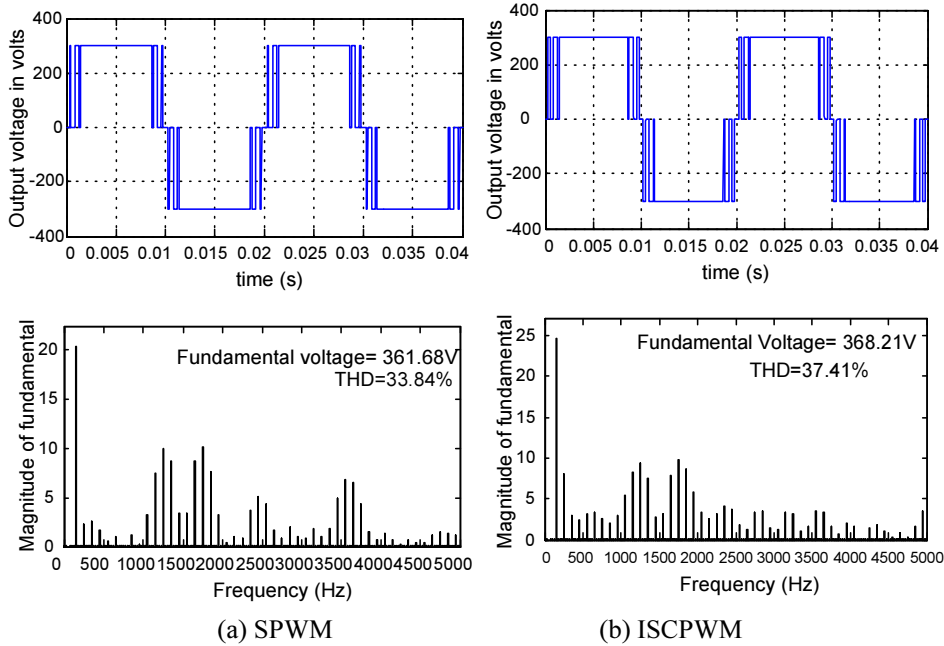 400
200
0
-200
-400
Output voltage in volts
0 0.005 0.01 0.015 0.02 0.025 0.03 0.035 0.04
time (s)
400
200
0
-200
-400
Output voltage in volts
0 0.005 0.01 0.015 0.02 0.025 0.03 0.035 0.04
time (s)
20
15
10
5
0
Magnitude of fundamental
Fundamental voltage= 361.68V
THD=33.84%
0 500 1000 1500 2000 2500 3000 3500 4000 4500 5000
Frequency (Hz)
25
20
15
10
5
0
Magnitude of fundamental
Fundamental Voltage= 368.21V
THD=37.41%
0 500 1000 1500 2000 2500 3000 3500 4000 4500 5000
Frequency (Hz)
(a) SPWM
(b) ISCPWM